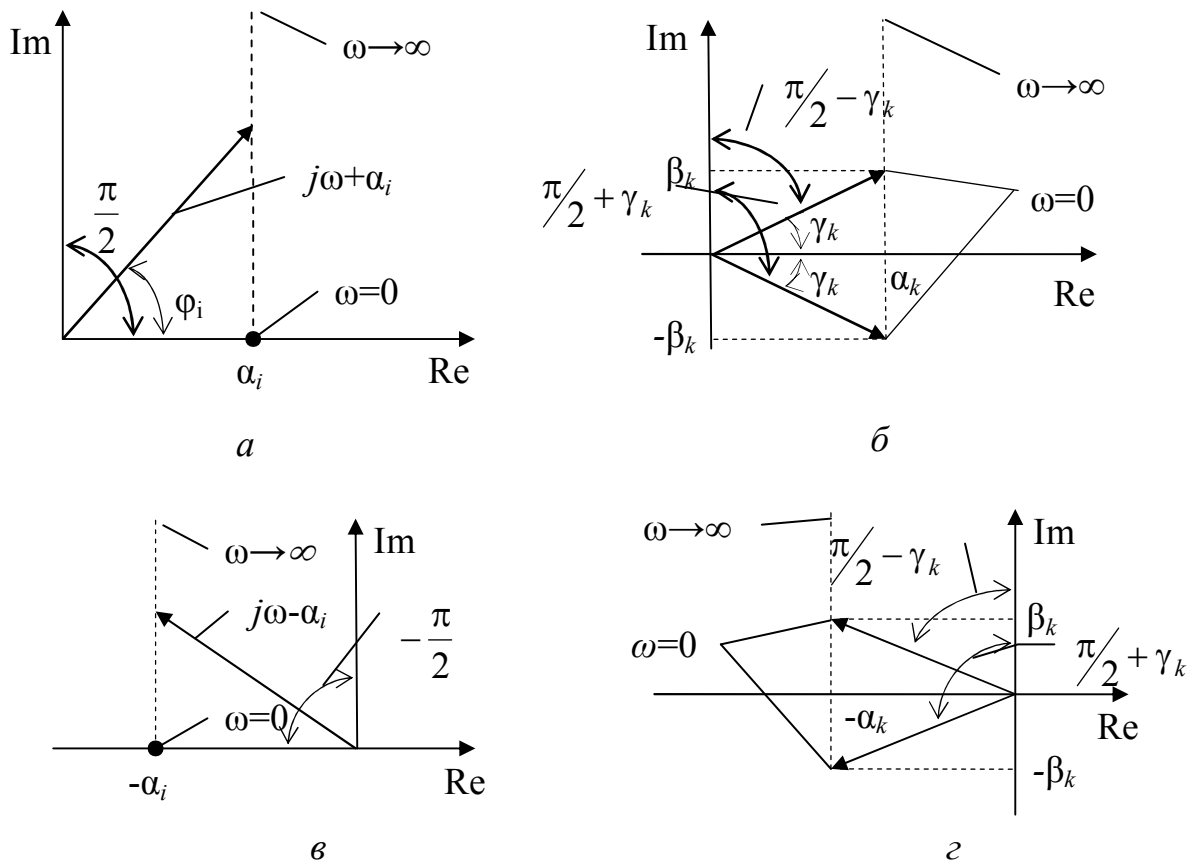 Im
ω→∞
π/2
jω+αᵢ
φᵢ
ω=0
αᵢ
Re
а
Im
ω→∞
π/2 − γₖ
βₖ
π/2 + γₖ
ω=0
γₖ
γₖ
αₖ
Re
-βₖ
б
ω→∞
Im
jω-αᵢ
−π/2
ω=0
-αᵢ
Re
в
ω→∞
Im
π/2 − γₖ
βₖ
ω=0
π/2 + γₖ
-αₖ
Re
-βₖ
г